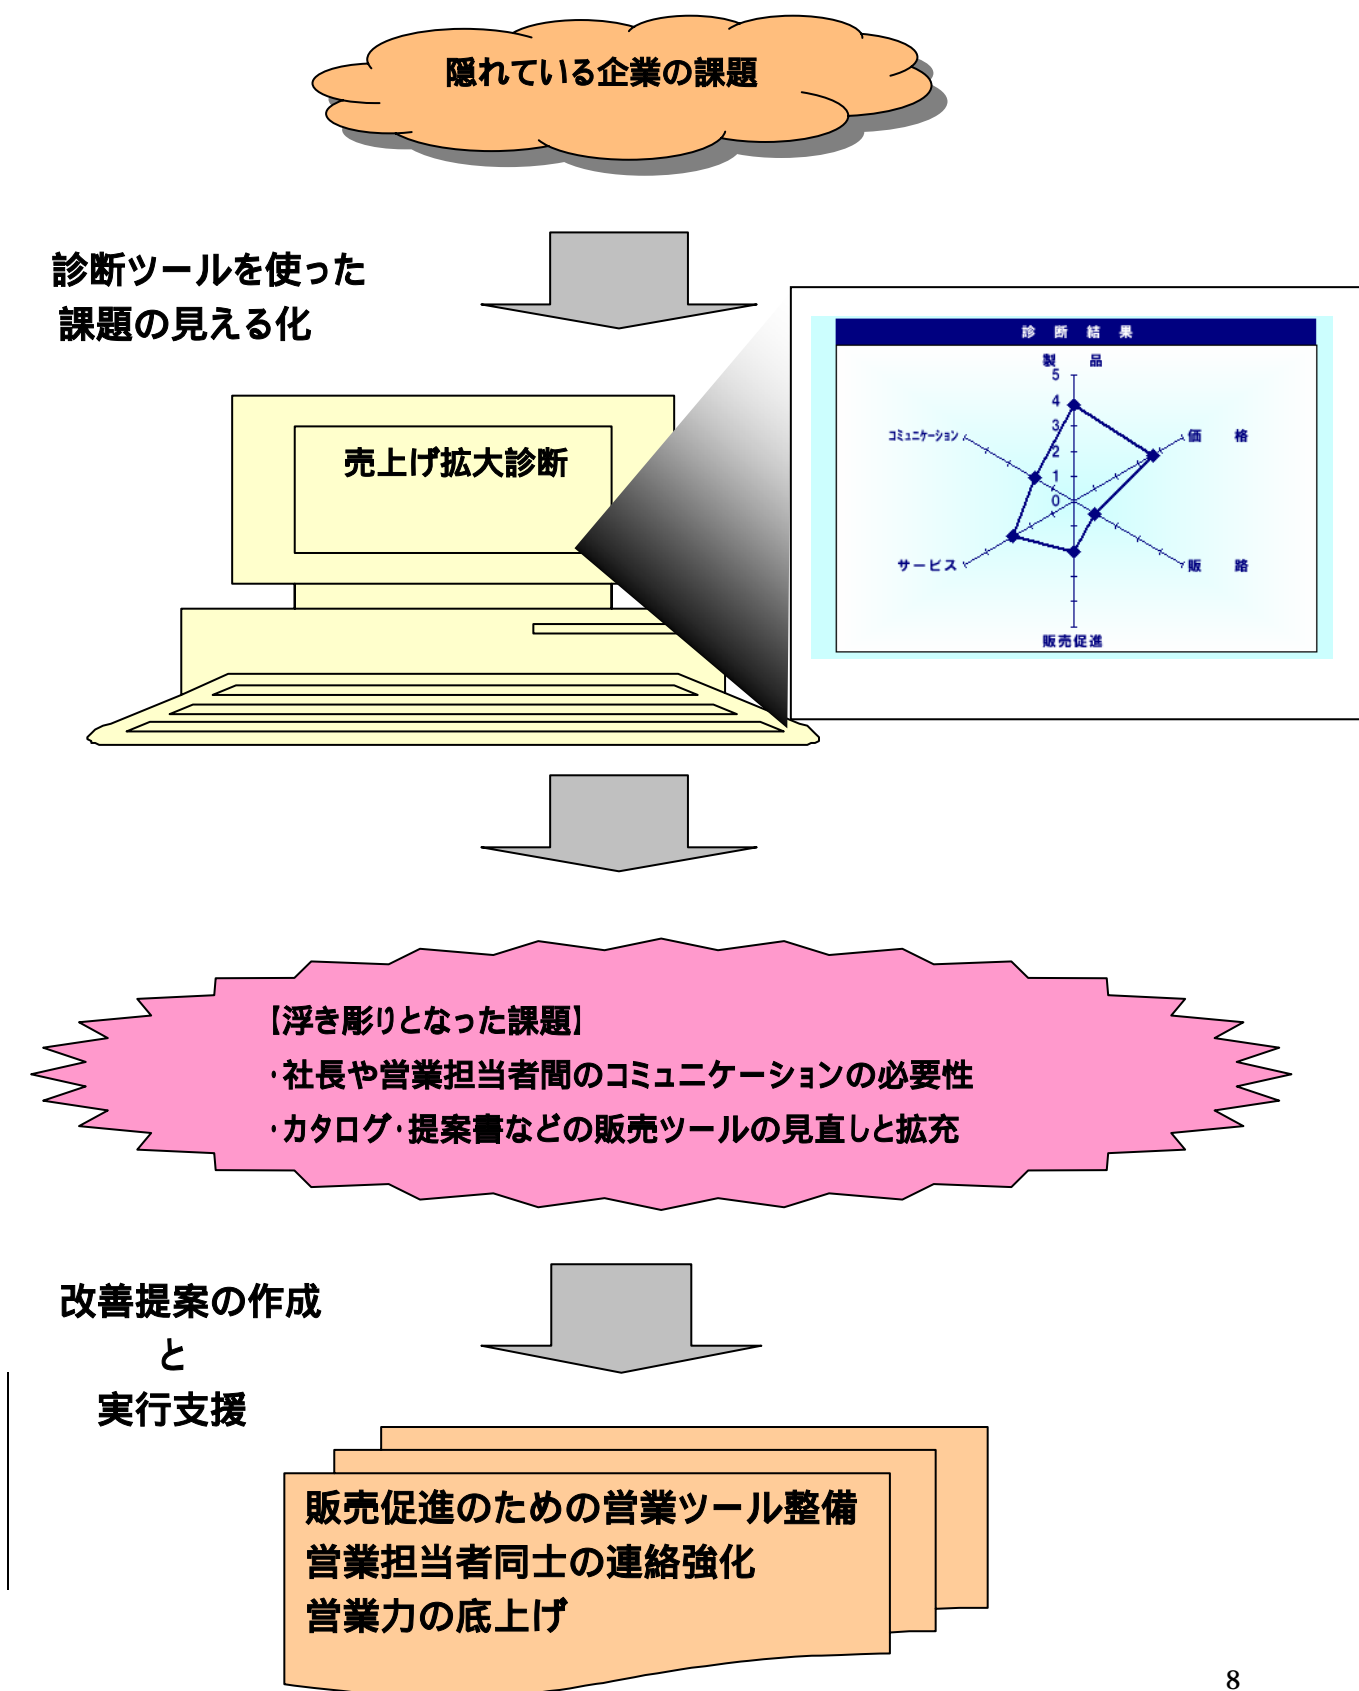 隠れている企業の課題
診断ツールを使った
課題の見える化
診断結果
製品
5
4
3
2
1
0
コミュニケーション
価格
サービス
販路
販売促進
売上げ拡大診断
【浮き彫りとなった課題】
・社長や営業担当者間のコミュニケーションの必要性
・カタログ・提案書などの販売ツールの見直しと拡充
改善提案の作成
と
実行支援
販売促進のための営業ツール整備
営業担当者同士の連絡強化
営業力の底上げ
8